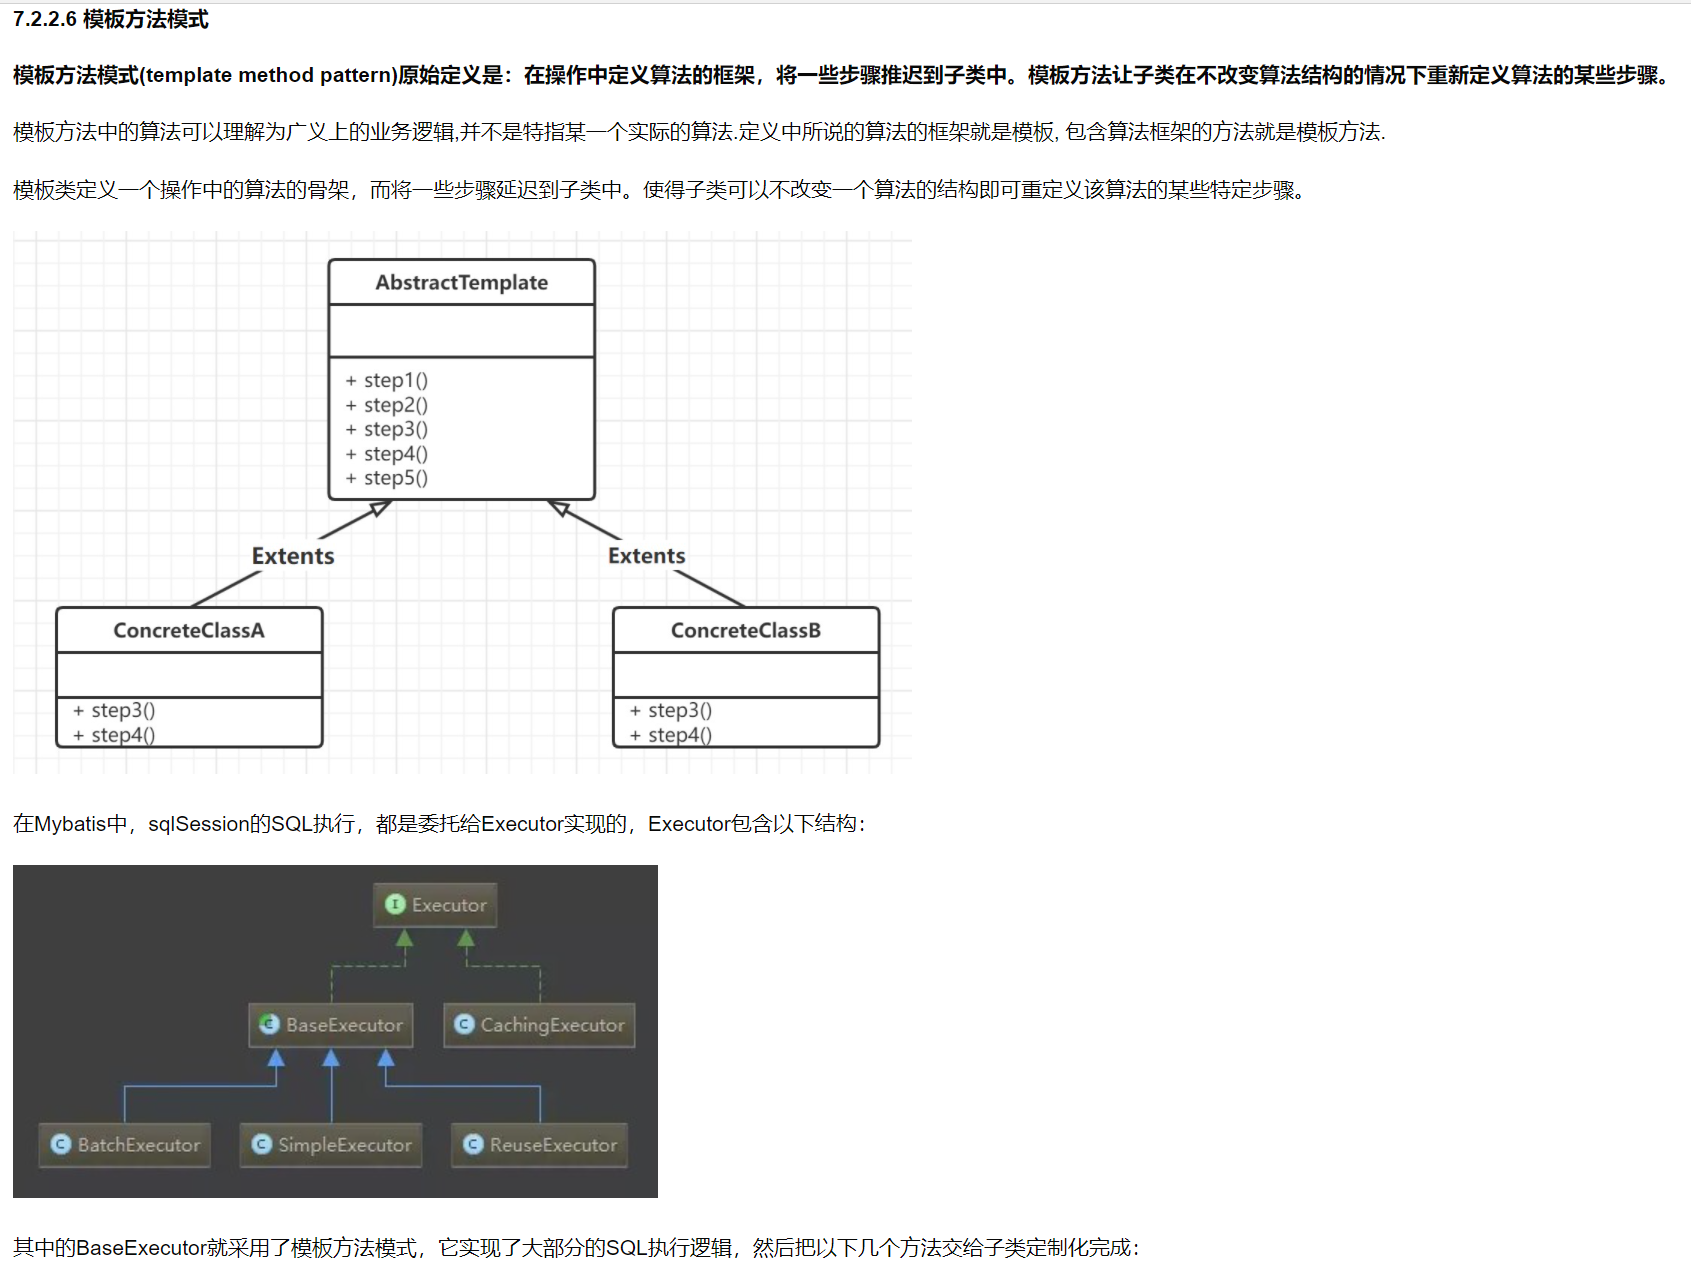 7.2.2.6 模板方法模式
模板方法模式(template method pattern)原始定义是：在操作中定义算法的框架，将一些步骤推迟到子类中。模板方法让子类在不改变算法结构的情况下重新定义算法的某些步骤。
模板方法中的算法可以理解为广义上的业务逻辑,并不是特指某一个实际的算法.定义中所说的算法的框架就是模板, 包含算法框架的方法就是模板方法.
模板类定义一个操作中的算法的骨架，而将一些步骤延迟到子类中。使得子类可以不改变一个算法的结构即可重定义该算法的某些特定步骤。
AbstractTemplate
+ step1()
+ step2()
+ step3()
+ step4()
+ step5()
Extents
Extents
ConcreteClassA
ConcreteClassB
+ step3()
+ step4()
+ step3()
+ step4()
在Mybatis中，sqlSession的SQL执行，都是委托给Executor实现的，Executor包含以下结构：
I Executor
C BaseExecutor
C CachingExecutor
C BatchExecutor
C SimpleExecutor
C ReuseExecutor
其中的BaseExecutor就采用了模板方法模式，它实现了大部分的SQL执行逻辑，然后把以下几个方法交给子类定制化完成：